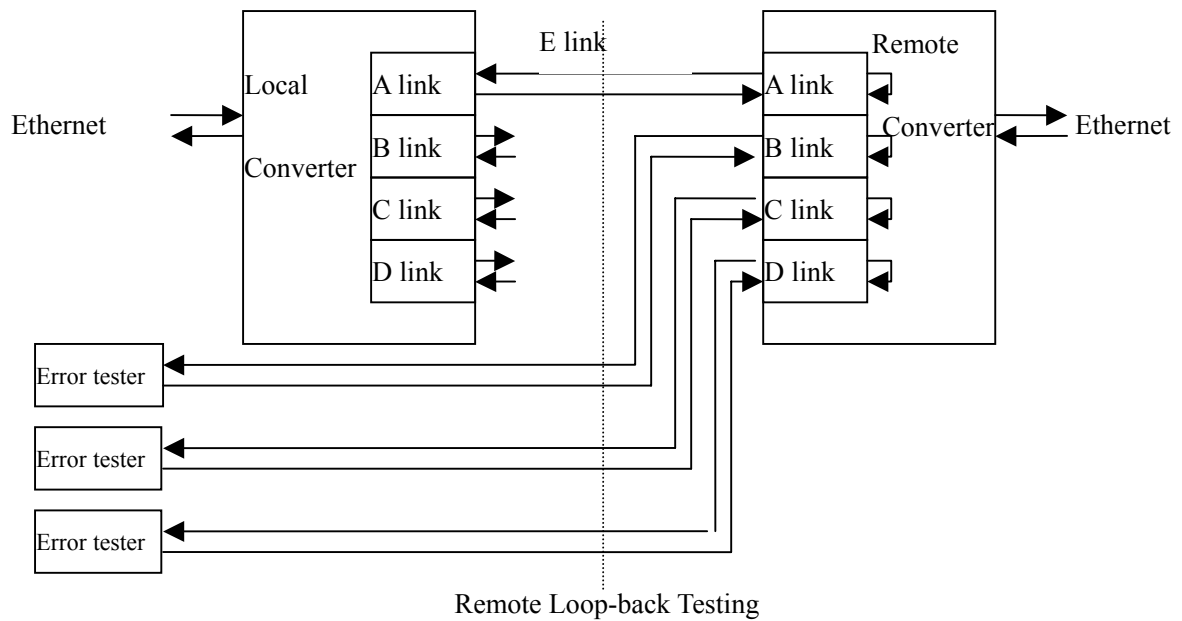 E link
Remote
Local
A link
A link
Ethernet
Converter
Ethernet
B link
B link
Converter
C link
C link
D link
D link
Error tester
Error tester
Error tester
Remote Loop-back Testing